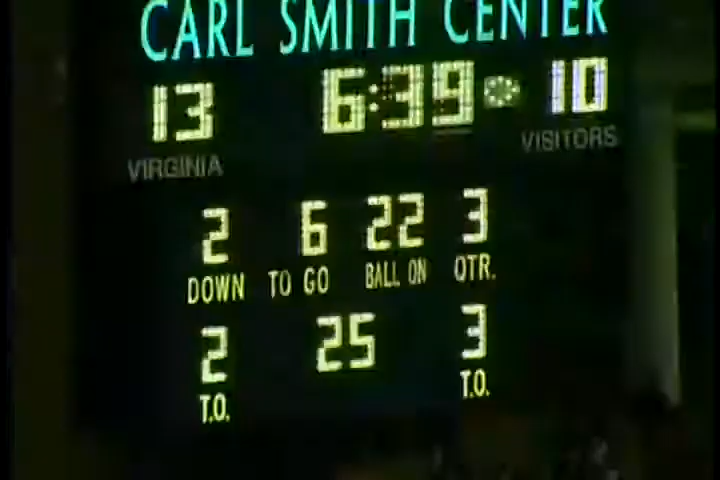 CARL SMITH CENTER
13 6:39 10
VIRGINIA VISITORS
2 6 22 3
DOWN TO GO BALL ON QTR.
2 25 3
T.O. T.O.